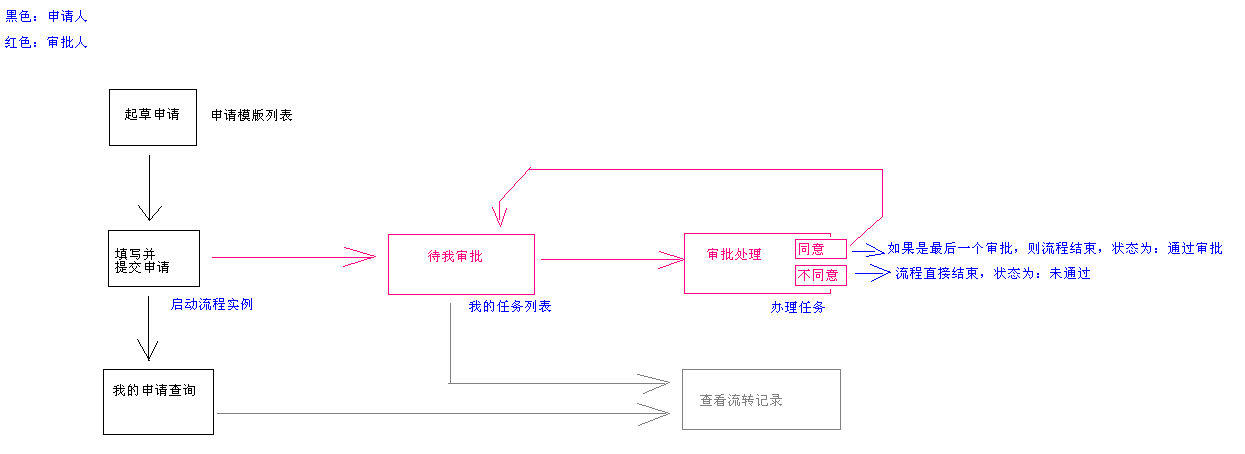 黑色：申请人
红色：审批人
起草申请
申请模版列表
填写并
提交申请
启动流程实例
待我审批
我的任务列表
审批处理
同意
不同意
办理任务
如果是最后一个审批，则流程结束，状态为：通过审批
流程直接结束，状态为：未通过
我的申请查询
查看流转记录